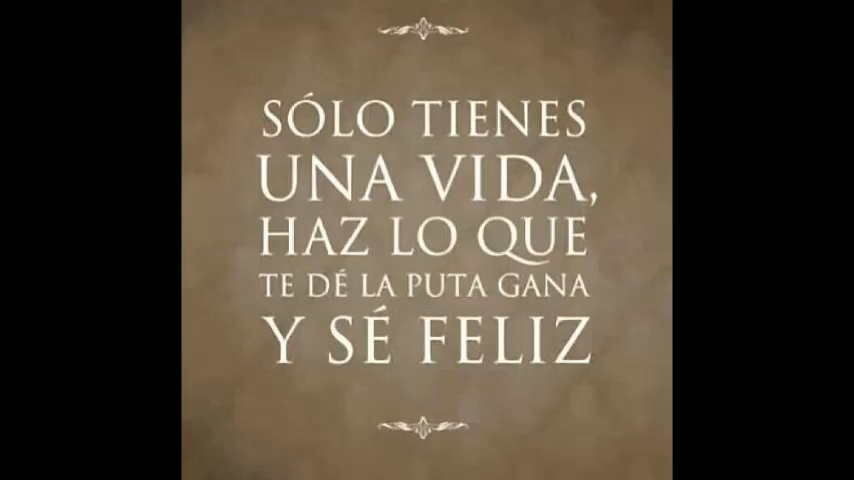 SÓLO TIENES
UNA VIDA,
HAZ LO QUE
TE DÉ LA PUTA GANA
Y SÉ FELIZ